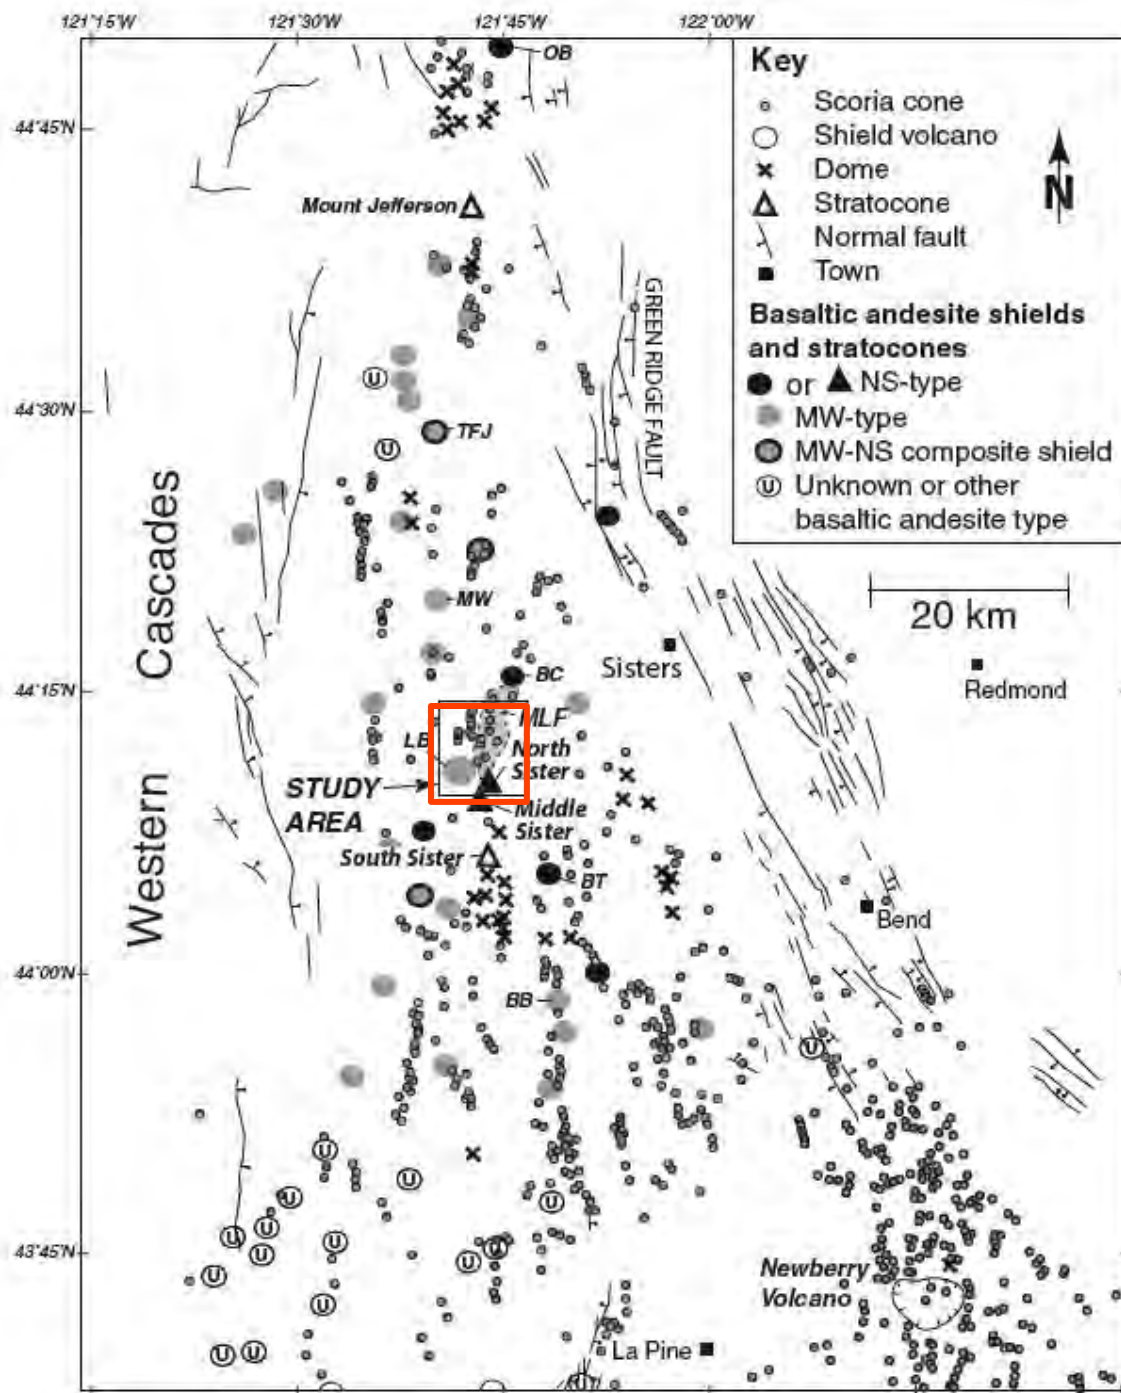 121°15'W 121°30'W 121°45'W 122°00'W
OB
Key
Scoria cone
Shield volcano
Dome
Stratocone
Normal fault
Town
N
Basaltic andesite shields
and stratocones
or NS-type
MW-type
MW-NS composite shield
U Unknown or other
basaltic andesite type
20 km
44°45'N
Mount Jefferson
GREEN RIDGE FAULT
U
44°30'N
TFJ
U
Western Cascades
MW
Sisters
Redmond
BC
44°15'N
MLF
LB
North
Sister
STUDY
AREA
Middle
Sister
South Sister
BT
Bend
44°00'N
BB
U
U
U
U
U
U
U
U
U
U
U
43°45'N
U
U
Newberry
Volcano
U
U
La Pine
U